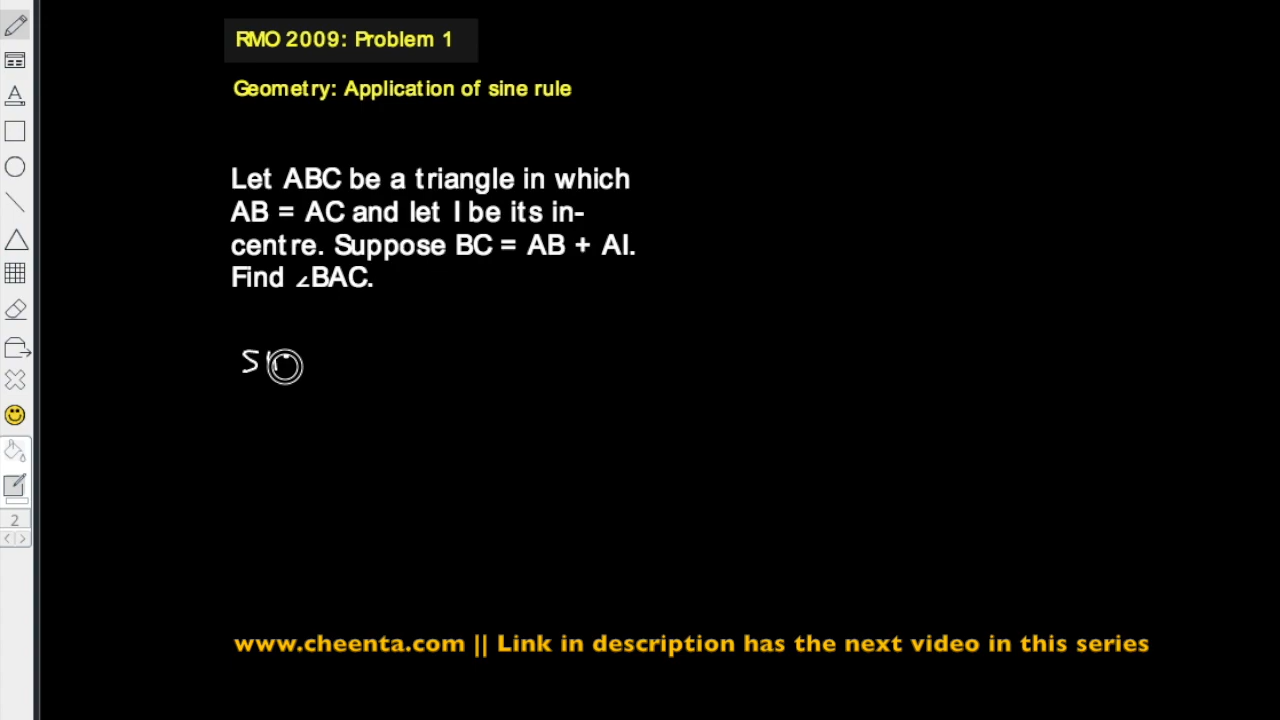 RMO 2009: Problem 1
Geometry: Application of sine rule
Let ABC be a triangle in which
AB = AC and let I be its in-
centre. Suppose BC = AB + AI.
Find ∠BAC.
www.cheenta.com || Link in description has the next video in this series
2